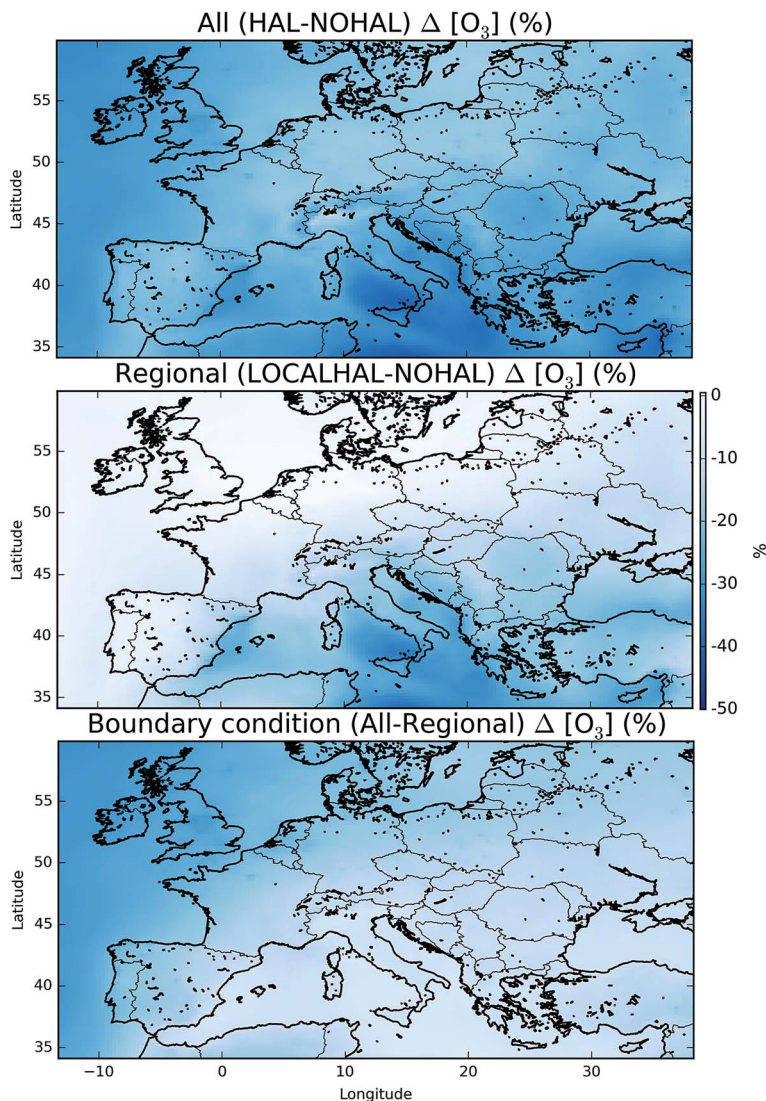 All (HAL-NOHAL) Δ [O₃] (%)
55
50
45
40
35
Latitude
Regional (LOCALHAL-NOHAL) Δ [O₃] (%)
55
50
45
40
35
Latitude
0
-10
-20
-30
-40
-50
%
Boundary condition (All-Regional) Δ [O₃] (%)
55
50
45
40
35
Latitude
−10 0 10 20 30
Longitude